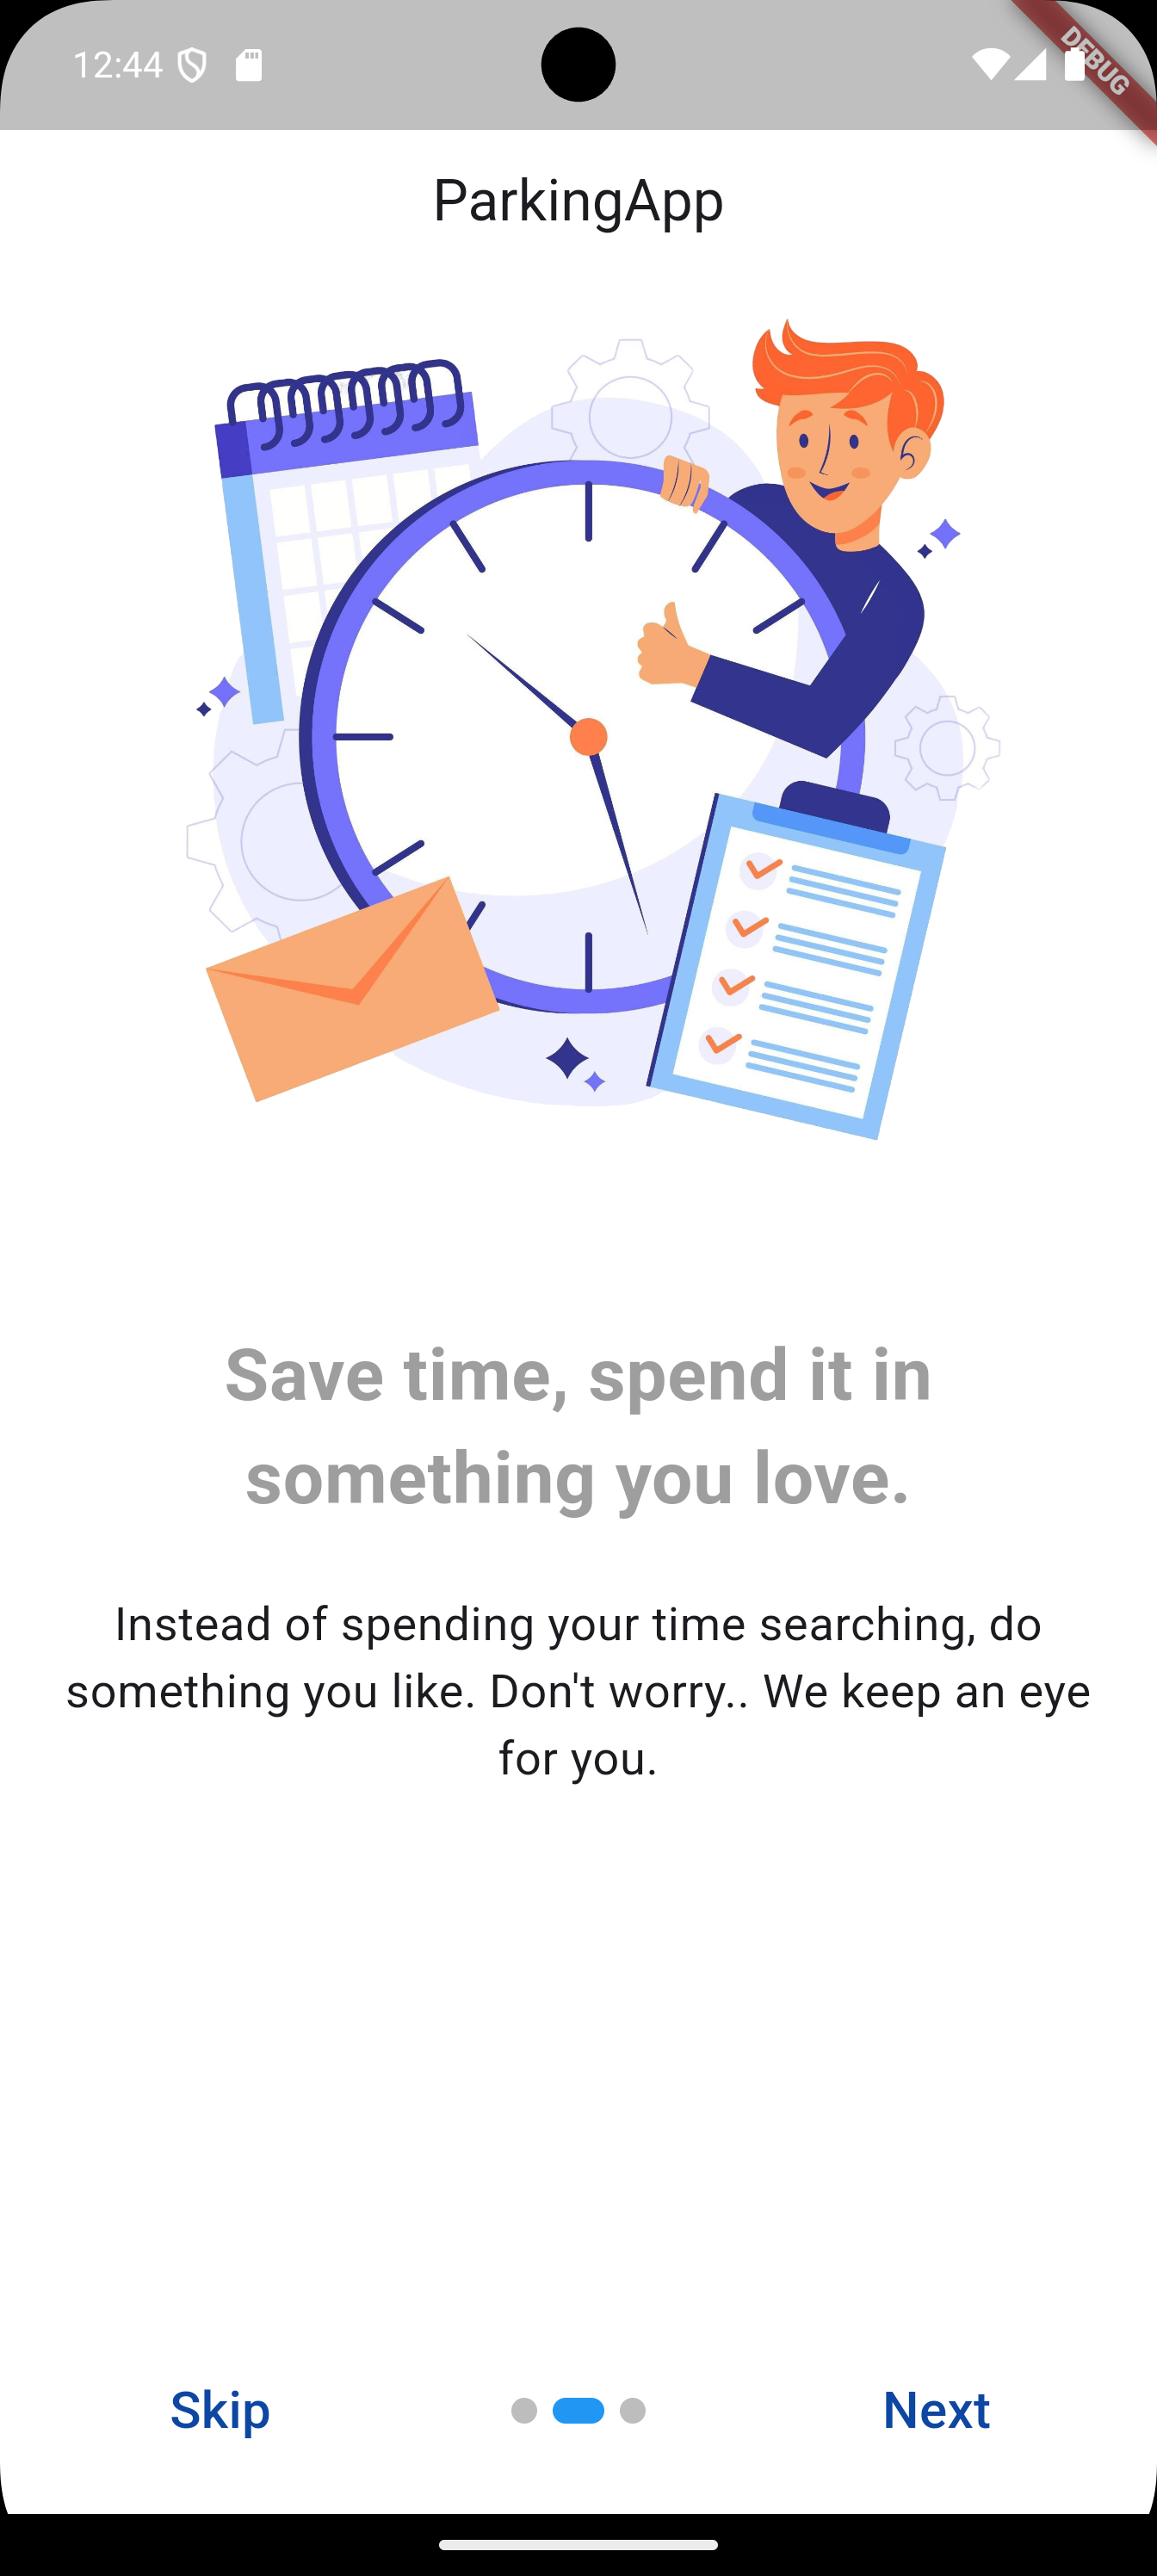 12:44
DEBUG
ParkingApp
Save time, spend it in
something you love.
Instead of spending your time searching, do
something you like. Don't worry.. We keep an eye
for you.
Skip
Next